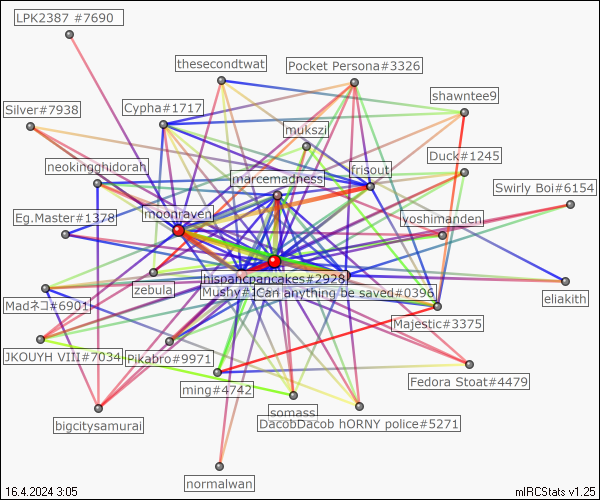 LPK2387 #7690
thesecondtwat
Pocket Persona#3326
shawntee9
Silver#7938
Cypha#1717
mukszi
Duck#1245
neokingghidorah
frisout
marcemadness
Swirly Boi#6154
Eg.Master#1378
moonraven
yoshimanden
hispancpancakes#2928
zebula
Mushy#
Can anything be saved#0396
eliakith
Madネコ#6901
Majestic#3375
JKOUYH VIII#7034
Pikabro#9971
ming#4742
Fedora Stoat#4479
somass
bigcitysamurai
DacobDacob hORNY police#5271
normalwan
16.4.2024 3:05
mIRCStats v1.25